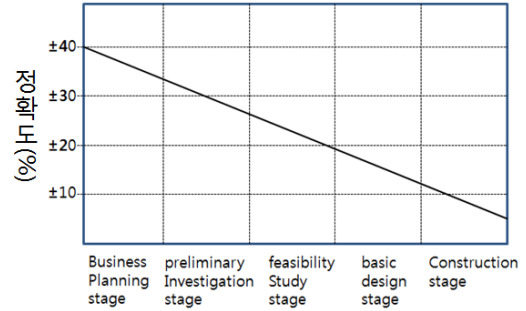 ±40
±30
±20
±10
정확도(%)
Business
Planning
stage
preliminary
Investigation
stage
feasibility
Study
stage
basic
design
stage
Construction
stage